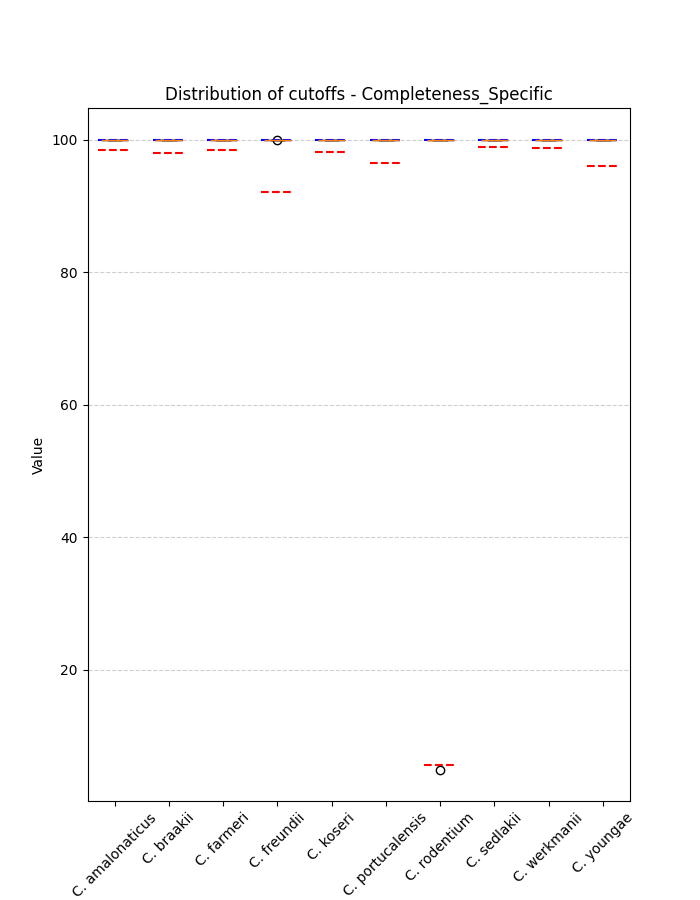 Distribution of cutoffs - Completeness_Specific
100
80
60
40
20
Value
C. amalonaticus
C. braakii
C. farmeri
C. freundii
C. koseri
C. portucalensis
C. rodentium
C. sedlakii
C. werkmanii
C. youngae